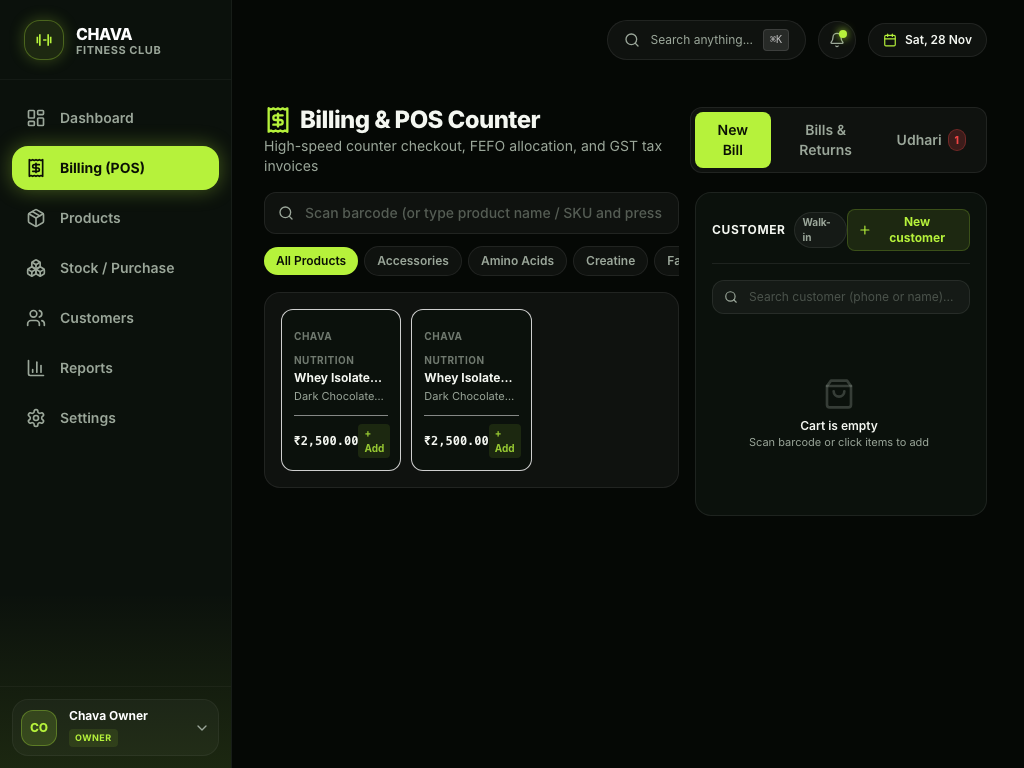 CHAVA
FITNESS CLUB
Search anything...
⌘K
Sat, 28 Nov
Dashboard
Billing (POS)
Products
Stock / Purchase
Customers
Reports
Settings
CO
Chava Owner
OWNER
Billing & POS Counter
High-speed counter checkout, FEFO allocation, and GST tax
invoices
New
Bill
Bills &
Returns
Udhari
1
Scan barcode (or type product name / SKU and press
All Products
Accessories
Amino Acids
Creatine
Fa
CHAVA
NUTRITION
Whey Isolate...
Dark Chocolate...
₹2,500.00
+
Add
CHAVA
NUTRITION
Whey Isolate...
Dark Chocolate...
₹2,500.00
+
Add
CUSTOMER
Walk-
in
+
New
customer
Search customer (phone or name)...
Cart is empty
Scan barcode or click items to add